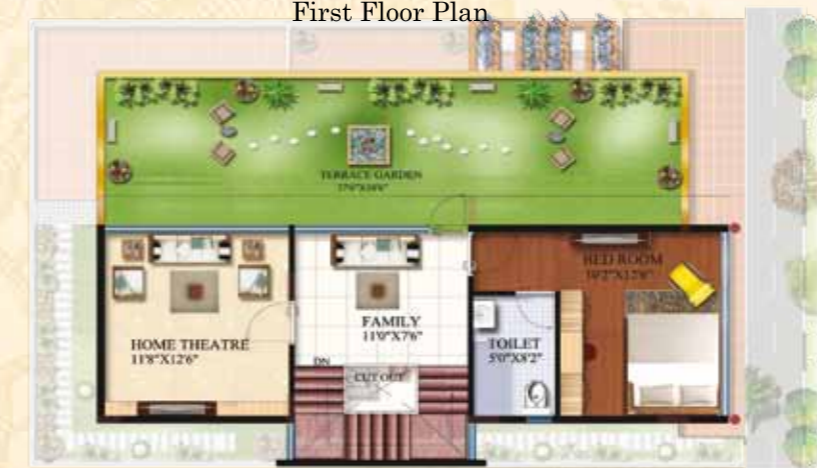 First Floor Plan
TERRACE GARDEN
HOME THEATRE
11'8"X12'6"
FAMILY
11'0"X7'6"
BED ROOM
TOILET
5'0"X8'2"
DN
CUT OUT